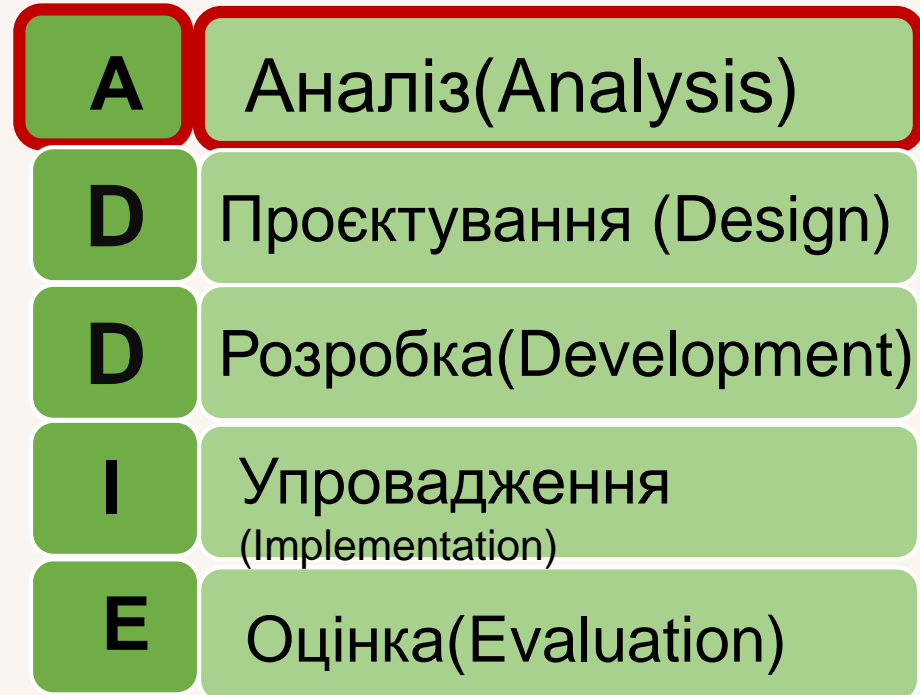 A
Аналіз(Analysis)
D
Проєктування (Design)
D
Розробка(Development)
I
Упровадження
(Implementation)
E
Оцінка(Evaluation)